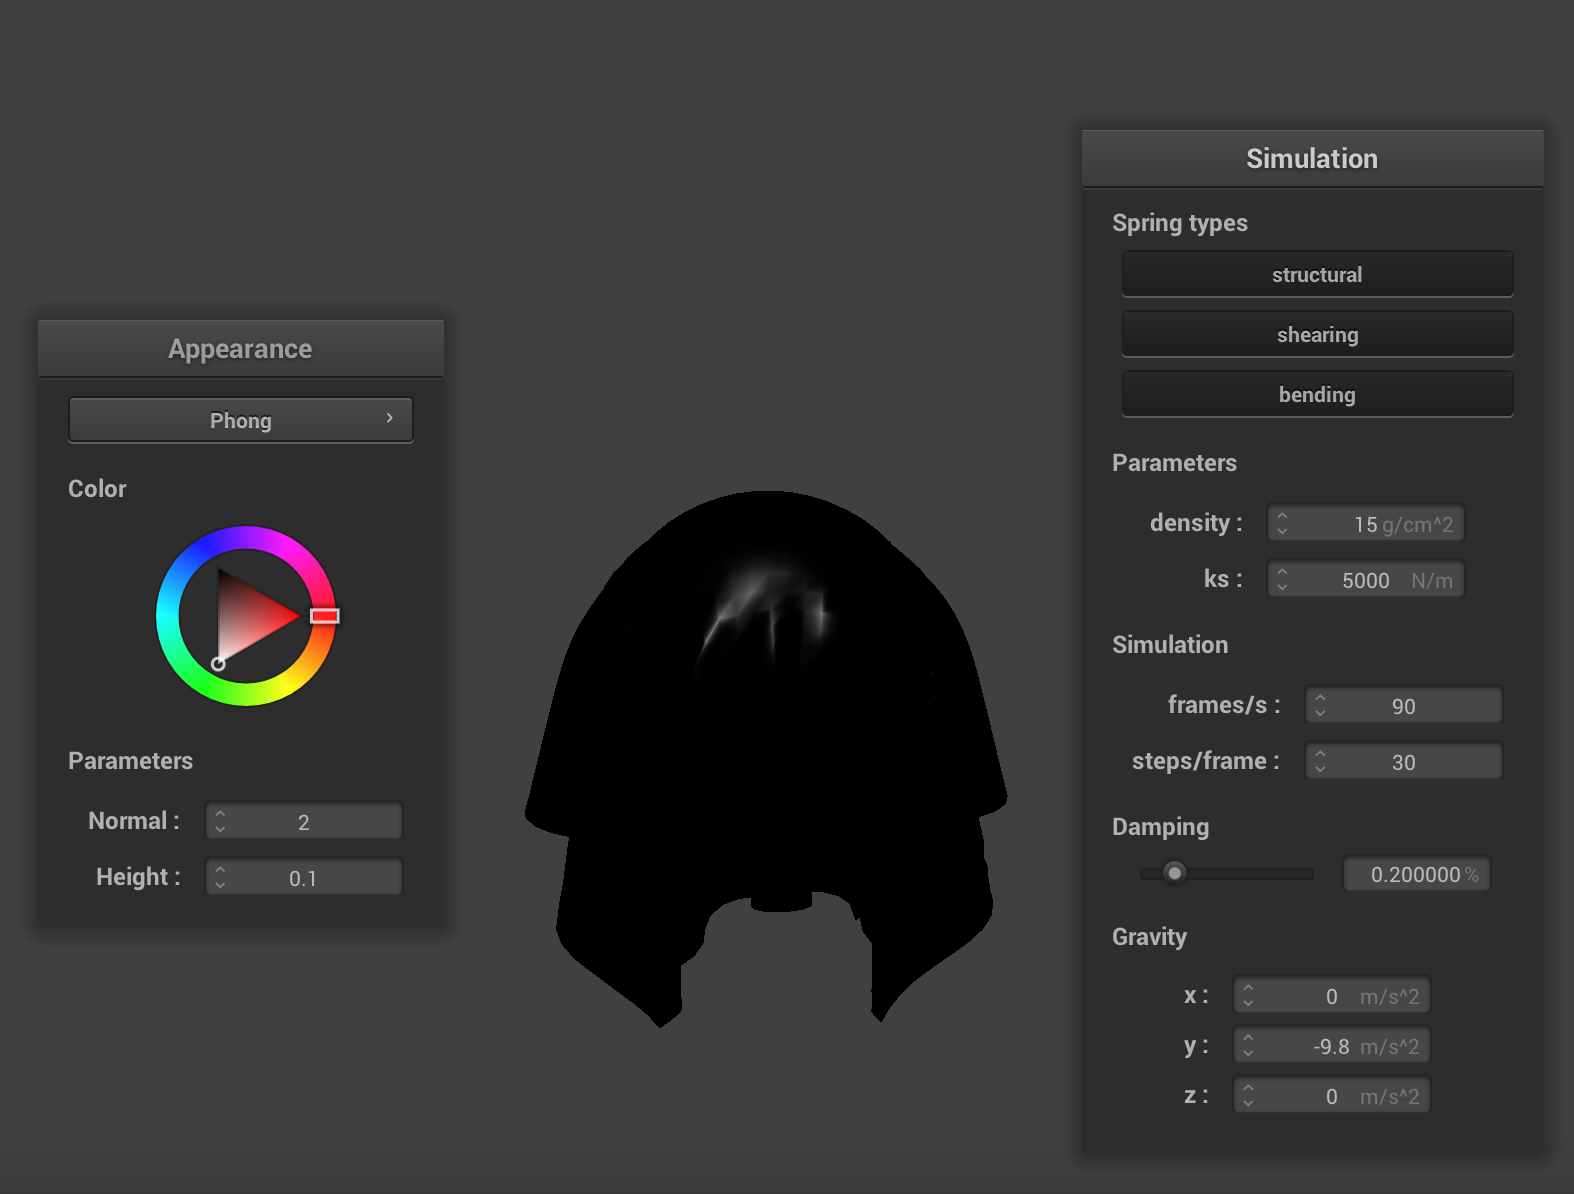 Appearance
Phong
Color
Parameters
Normal : 2
Height : 0.1
Simulation
Spring types
structural
shearing
bending
Parameters
density : 15 g/cm^2
ks : 5000 N/m
Simulation
frames/s : 90
steps/frame : 30
Damping
0.200000 %
Gravity
x : 0 m/s^2
y : -9.8 m/s^2
z : 0 m/s^2